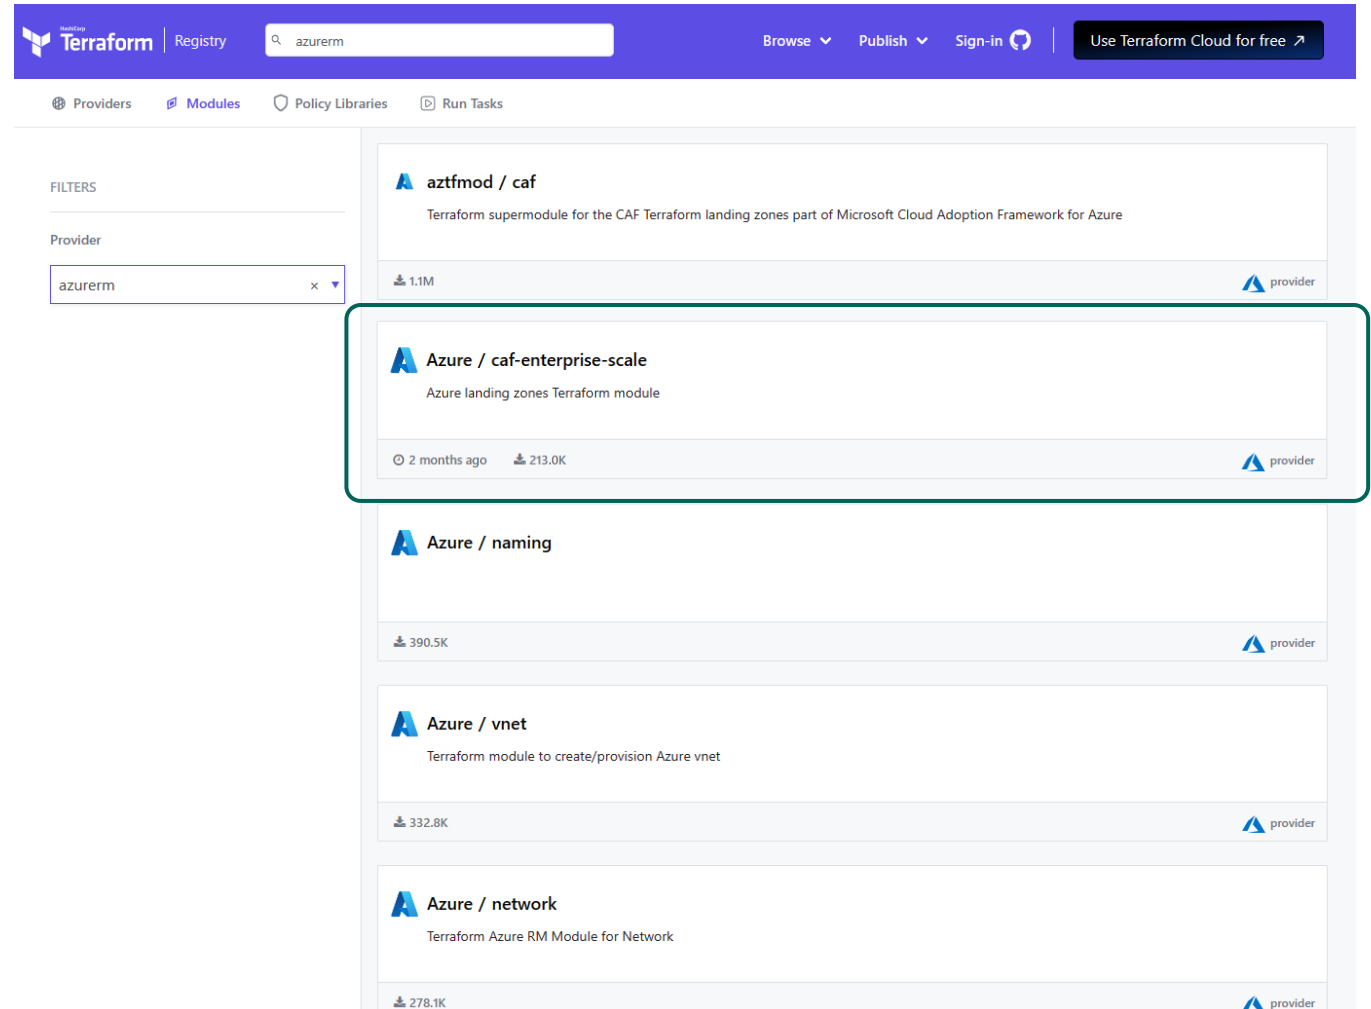 HashiCorp
Terraform Registry azurerm Browse Publish Sign-in Use Terraform Cloud for free ↗
Providers Modules Policy Libraries Run Tasks
FILTERS
Provider
azurerm × ▼
aztfmod / caf
Terraform supermodule for the CAF Terraform landing zones part of Microsoft Cloud Adoption Framework for Azure
1.1M provider
Azure / caf-enterprise-scale
Azure landing zones Terraform module
2 months ago 213.0K provider
Azure / naming
390.5K provider
Azure / vnet
Terraform module to create/provision Azure vnet
332.8K provider
Azure / network
Terraform Azure RM Module for Network
278.1K provider